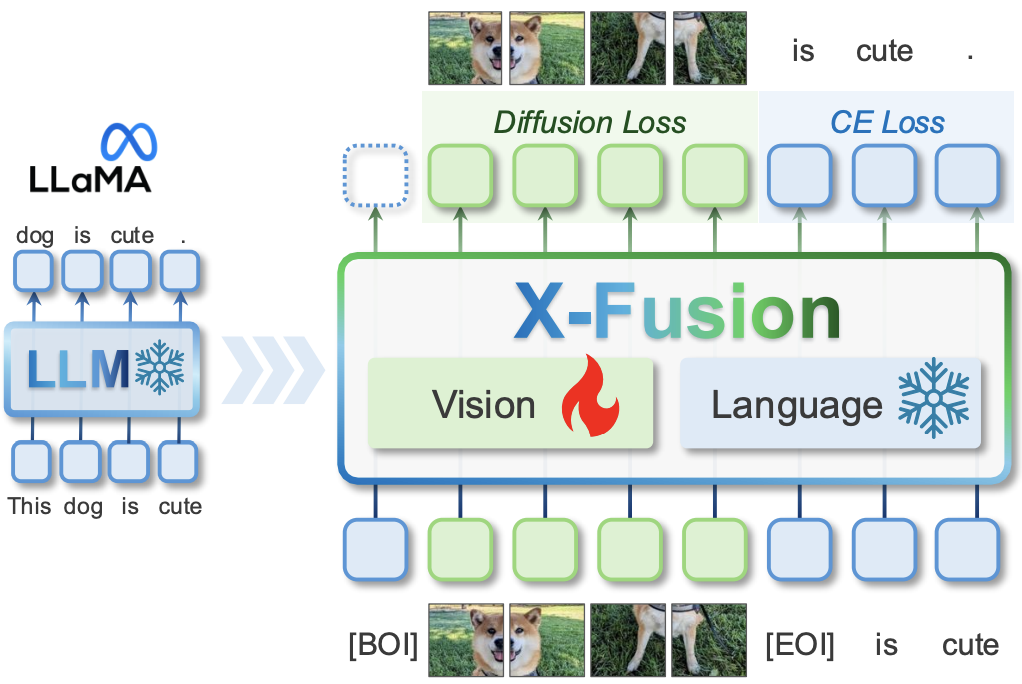 is cute .
Diffusion Loss CE Loss
LLaMA
dog is cute .
X-Fusion
LLM
Vision Language
This dog is cute
[BOI] [EOI] is cute